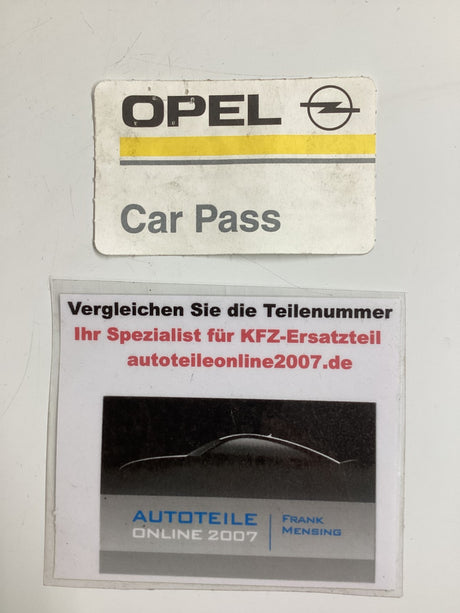 OPEL
Car Pass
Vergleichen Sie die Teilenummer
Ihr Spezialist für KFZ-Ersatzteil
autoteileonline2007.de
AUTOTEILE
ONLINE 2007
FRANK
MENSING